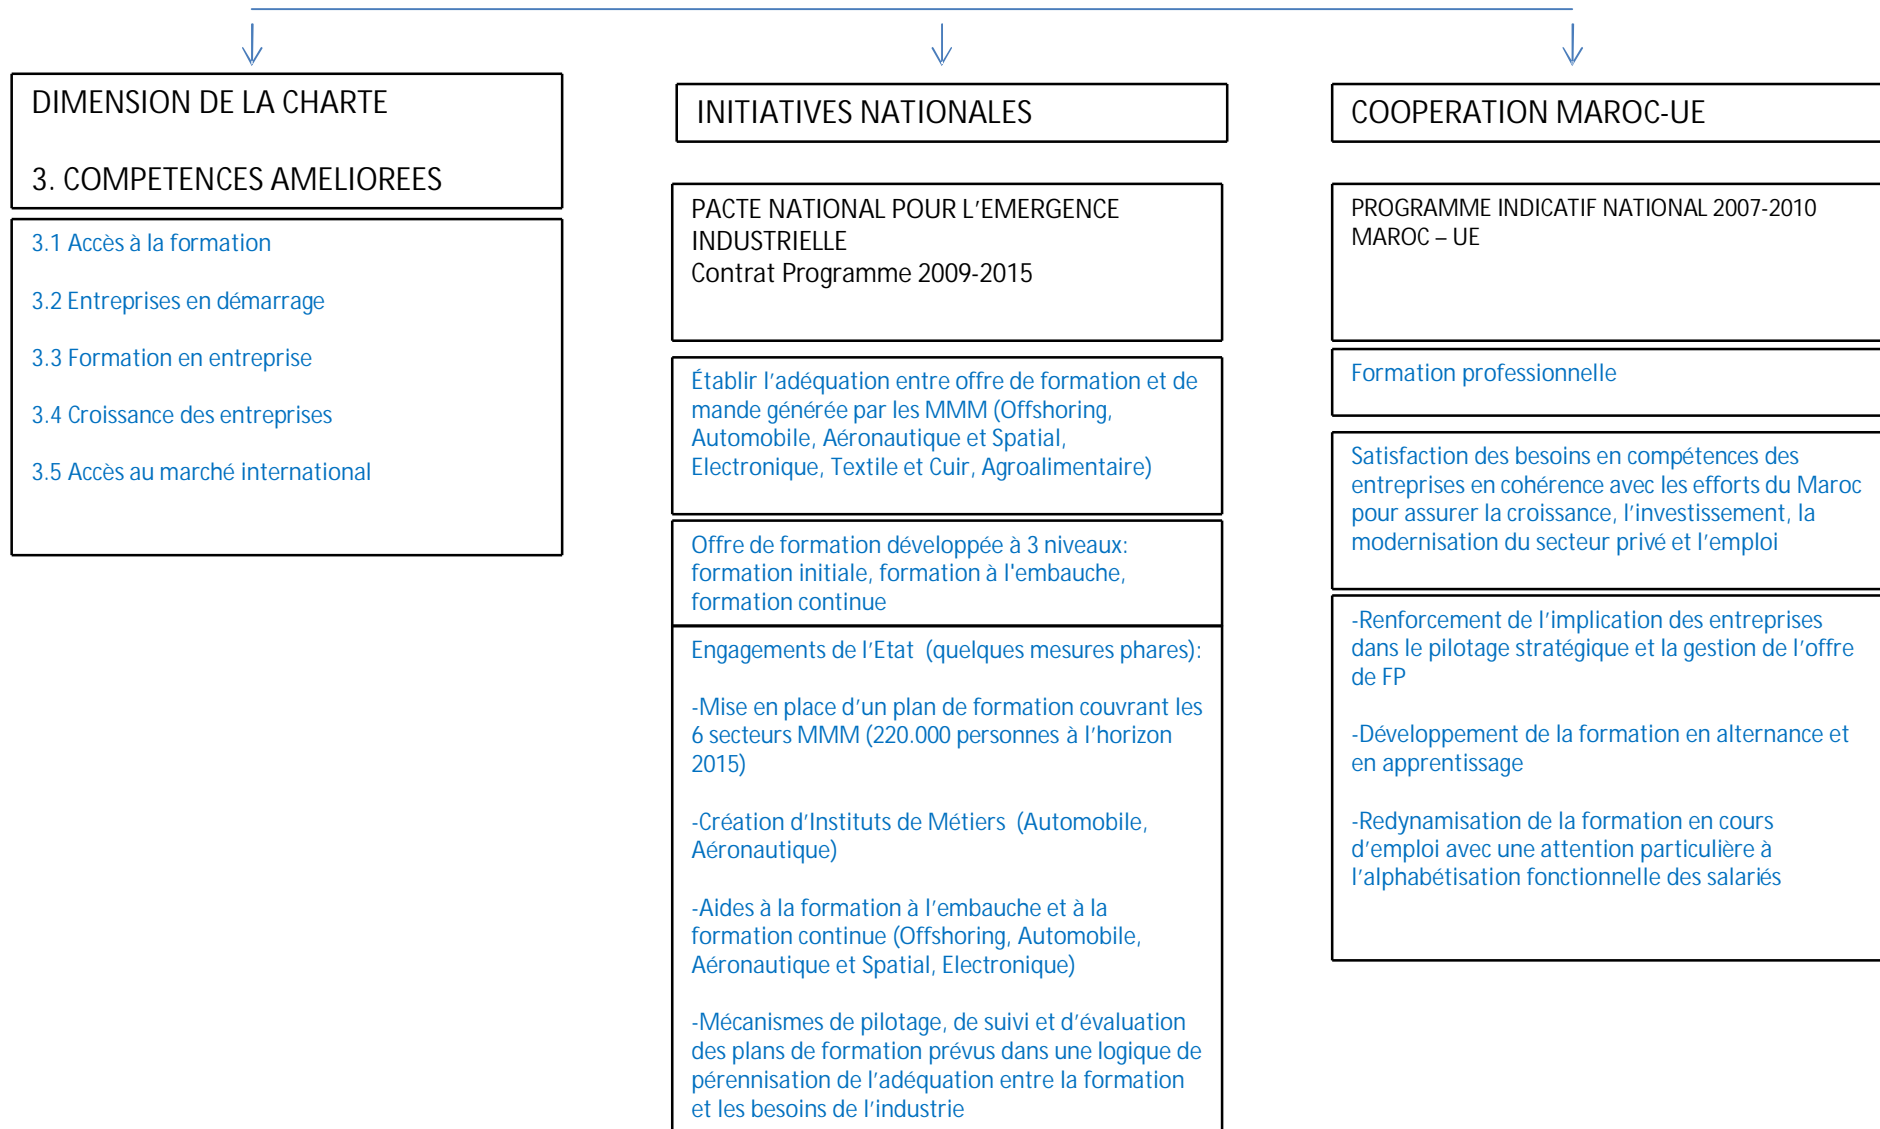 DIMENSION DE LA CHARTE
3. COMPETENCES AMELIOREES
3.1 Accès à la formation
3.2 Entreprises en démarrage
3.3 Formation en entreprise
3.4 Croissance des entreprises
3.5 Accès au marché international
INITIATIVES NATIONALES
PACTE NATIONAL POUR L’EMERGENCE
INDUSTRIELLE
Contrat Programme 2009-2015
Établir l’adéquation entre offre de formation et de
mande générée par les MMM (Offshoring,
Automobile, Aéronautique et Spatial,
Electronique, Textile et Cuir, Agroalimentaire)
Offre de formation développée à 3 niveaux:
formation initiale, formation à l'embauche,
formation continue
Engagements de l’Etat (quelques mesures phares):
-Mise en place d’un plan de formation couvrant les
6 secteurs MMM (220.000 personnes à l’horizon
2015)
-Création d’Instituts de Métiers (Automobile,
Aéronautique)
-Aides à la formation à l’embauche et à la
formation continue (Offshoring, Automobile,
Aéronautique et Spatial, Electronique)
-Mécanismes de pilotage, de suivi et d’évaluation
des plans de formation prévus dans une logique de
pérennisation de l’adéquation entre la formation
et les besoins de l’industrie
COOPERATION MAROC-UE
PROGRAMME INDICATIF NATIONAL 2007-2010
MAROC – UE
Formation professionnelle
Satisfaction des besoins en compétences des
entreprises en cohérence avec les efforts du Maroc
pour assurer la croissance, l’investissement, la
modernisation du secteur privé et l’emploi
-Renforcement de l’implication des entreprises
dans le pilotage stratégique et la gestion de l’offre
de FP
-Développement de la formation en alternance et
en apprentissage
-Redynamisation de la formation en cours
d’emploi avec une attention particulière à
l’alphabétisation fonctionnelle des salariés